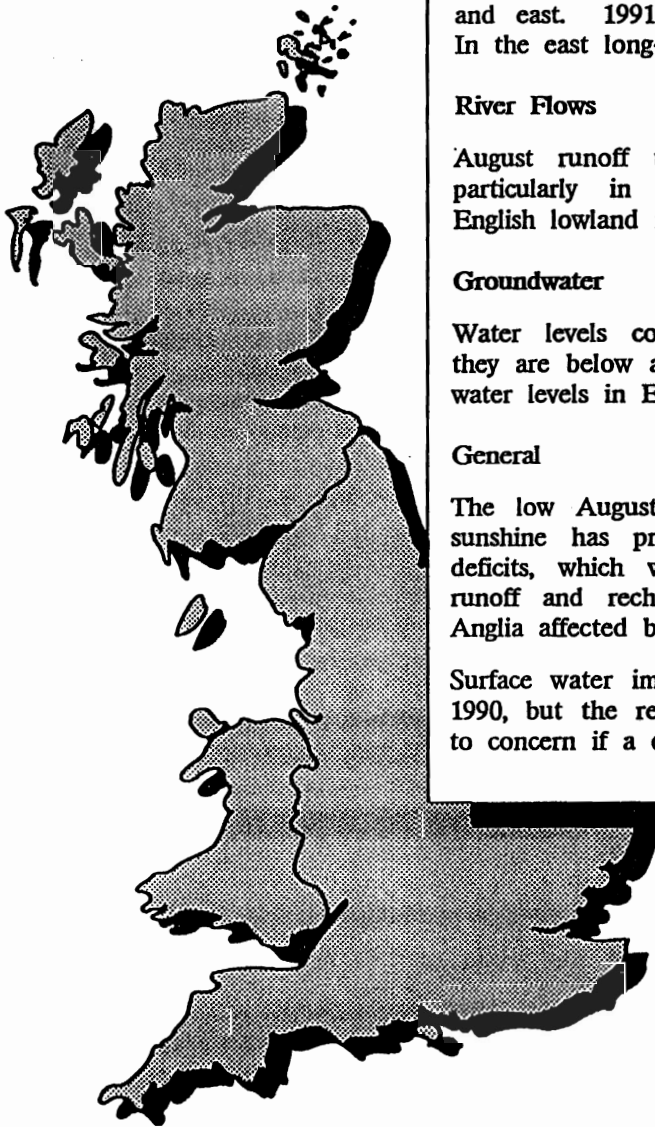 and east. 1991
In the east long-
River Flows
August runoff
particularly in
English lowland
Groundwater
Water levels co
they are below a
water levels in E
General
The low August
sunshine has pr
deficits, which v
runoff and rech
Anglia affected b
Surface water im
1990, but the re
to concern if a c